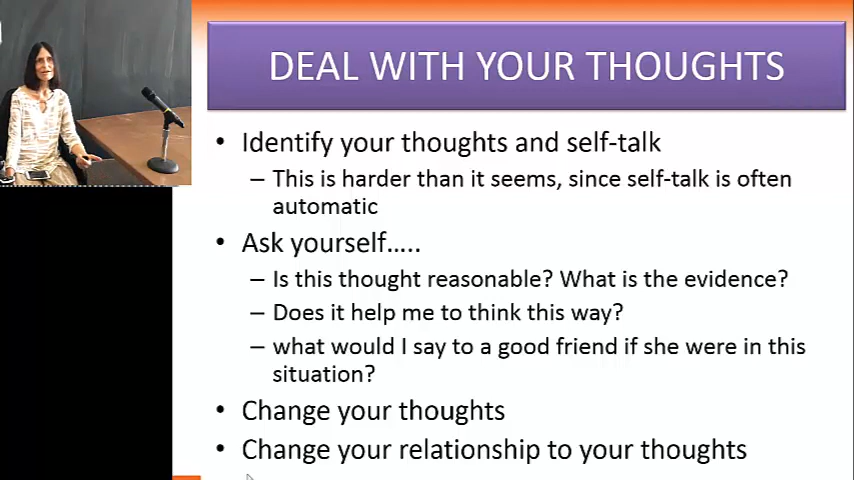 DEAL WITH YOUR THOUGHTS
• Identify your thoughts and self-talk
– This is harder than it seems, since self-talk is often
automatic
• Ask yourself…..
– Is this thought reasonable? What is the evidence?
– Does it help me to think this way?
– what would I say to a good friend if she were in this
situation?
• Change your thoughts
• Change your relationship to your thoughts